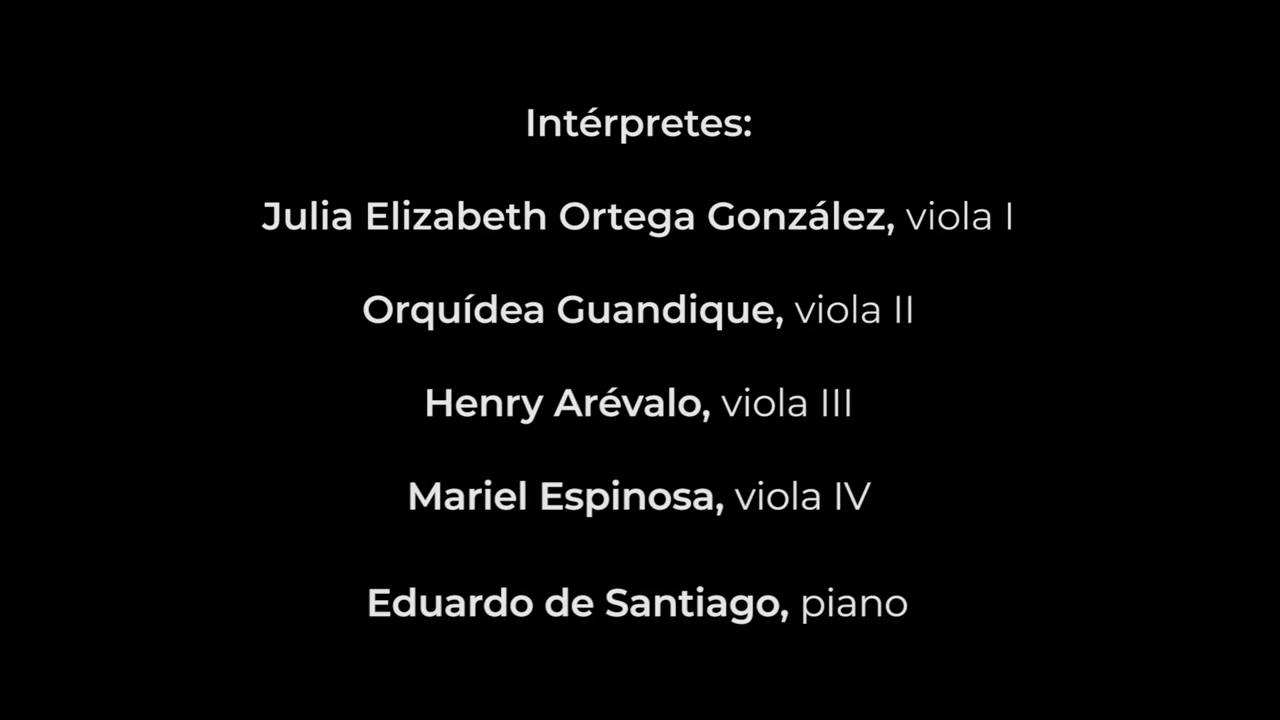 Intérpretes:
Julia Elizabeth Ortega González, viola I
Orquídea Guandique, viola II
Henry Arévalo, viola III
Mariel Espinosa, viola IV
Eduardo de Santiago, piano